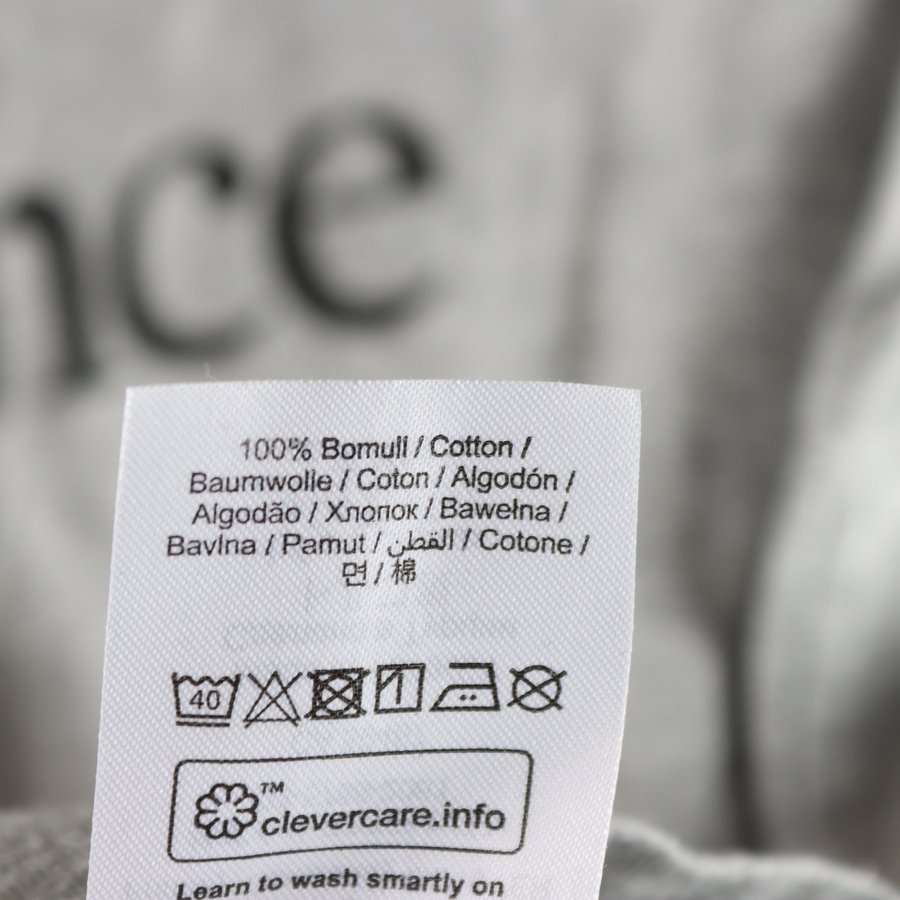 nce
100% Bomull / Cotton /
Baumwolle / Coton / Algodón /
Algodão / Хлопок / Bawełna /
Bavlna / Pamut / القطن / Cotone /
면 / 棉
40
™
clevercare.info
Learn to wash smartly on